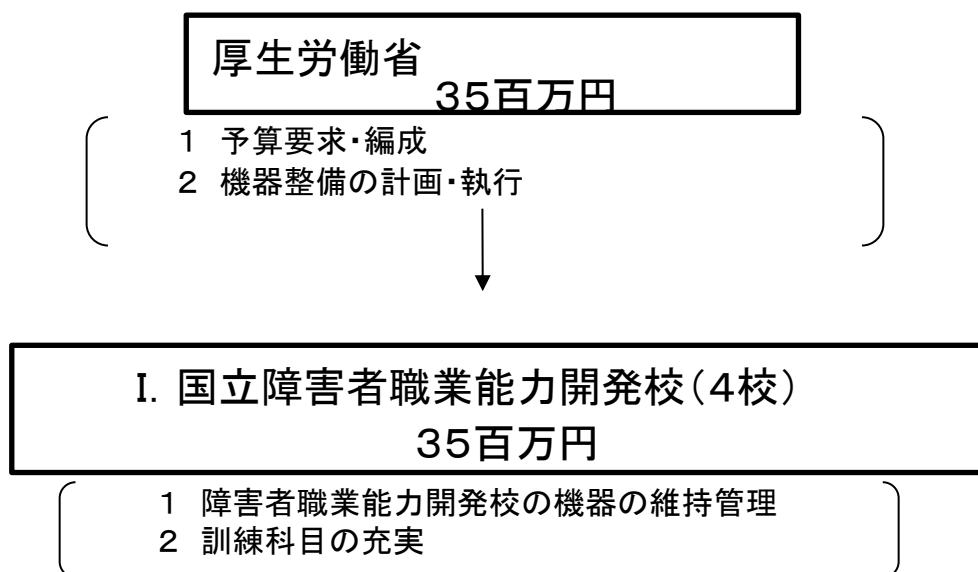 厚生労働省
35百万円
1 予算要求・編成
2 機器整備の計画・執行
Ⅰ. 国立障害者職業能力開発校(4校)
35百万円
1 障害者職業能力開発校の機器の維持管理
2 訓練科目の充実